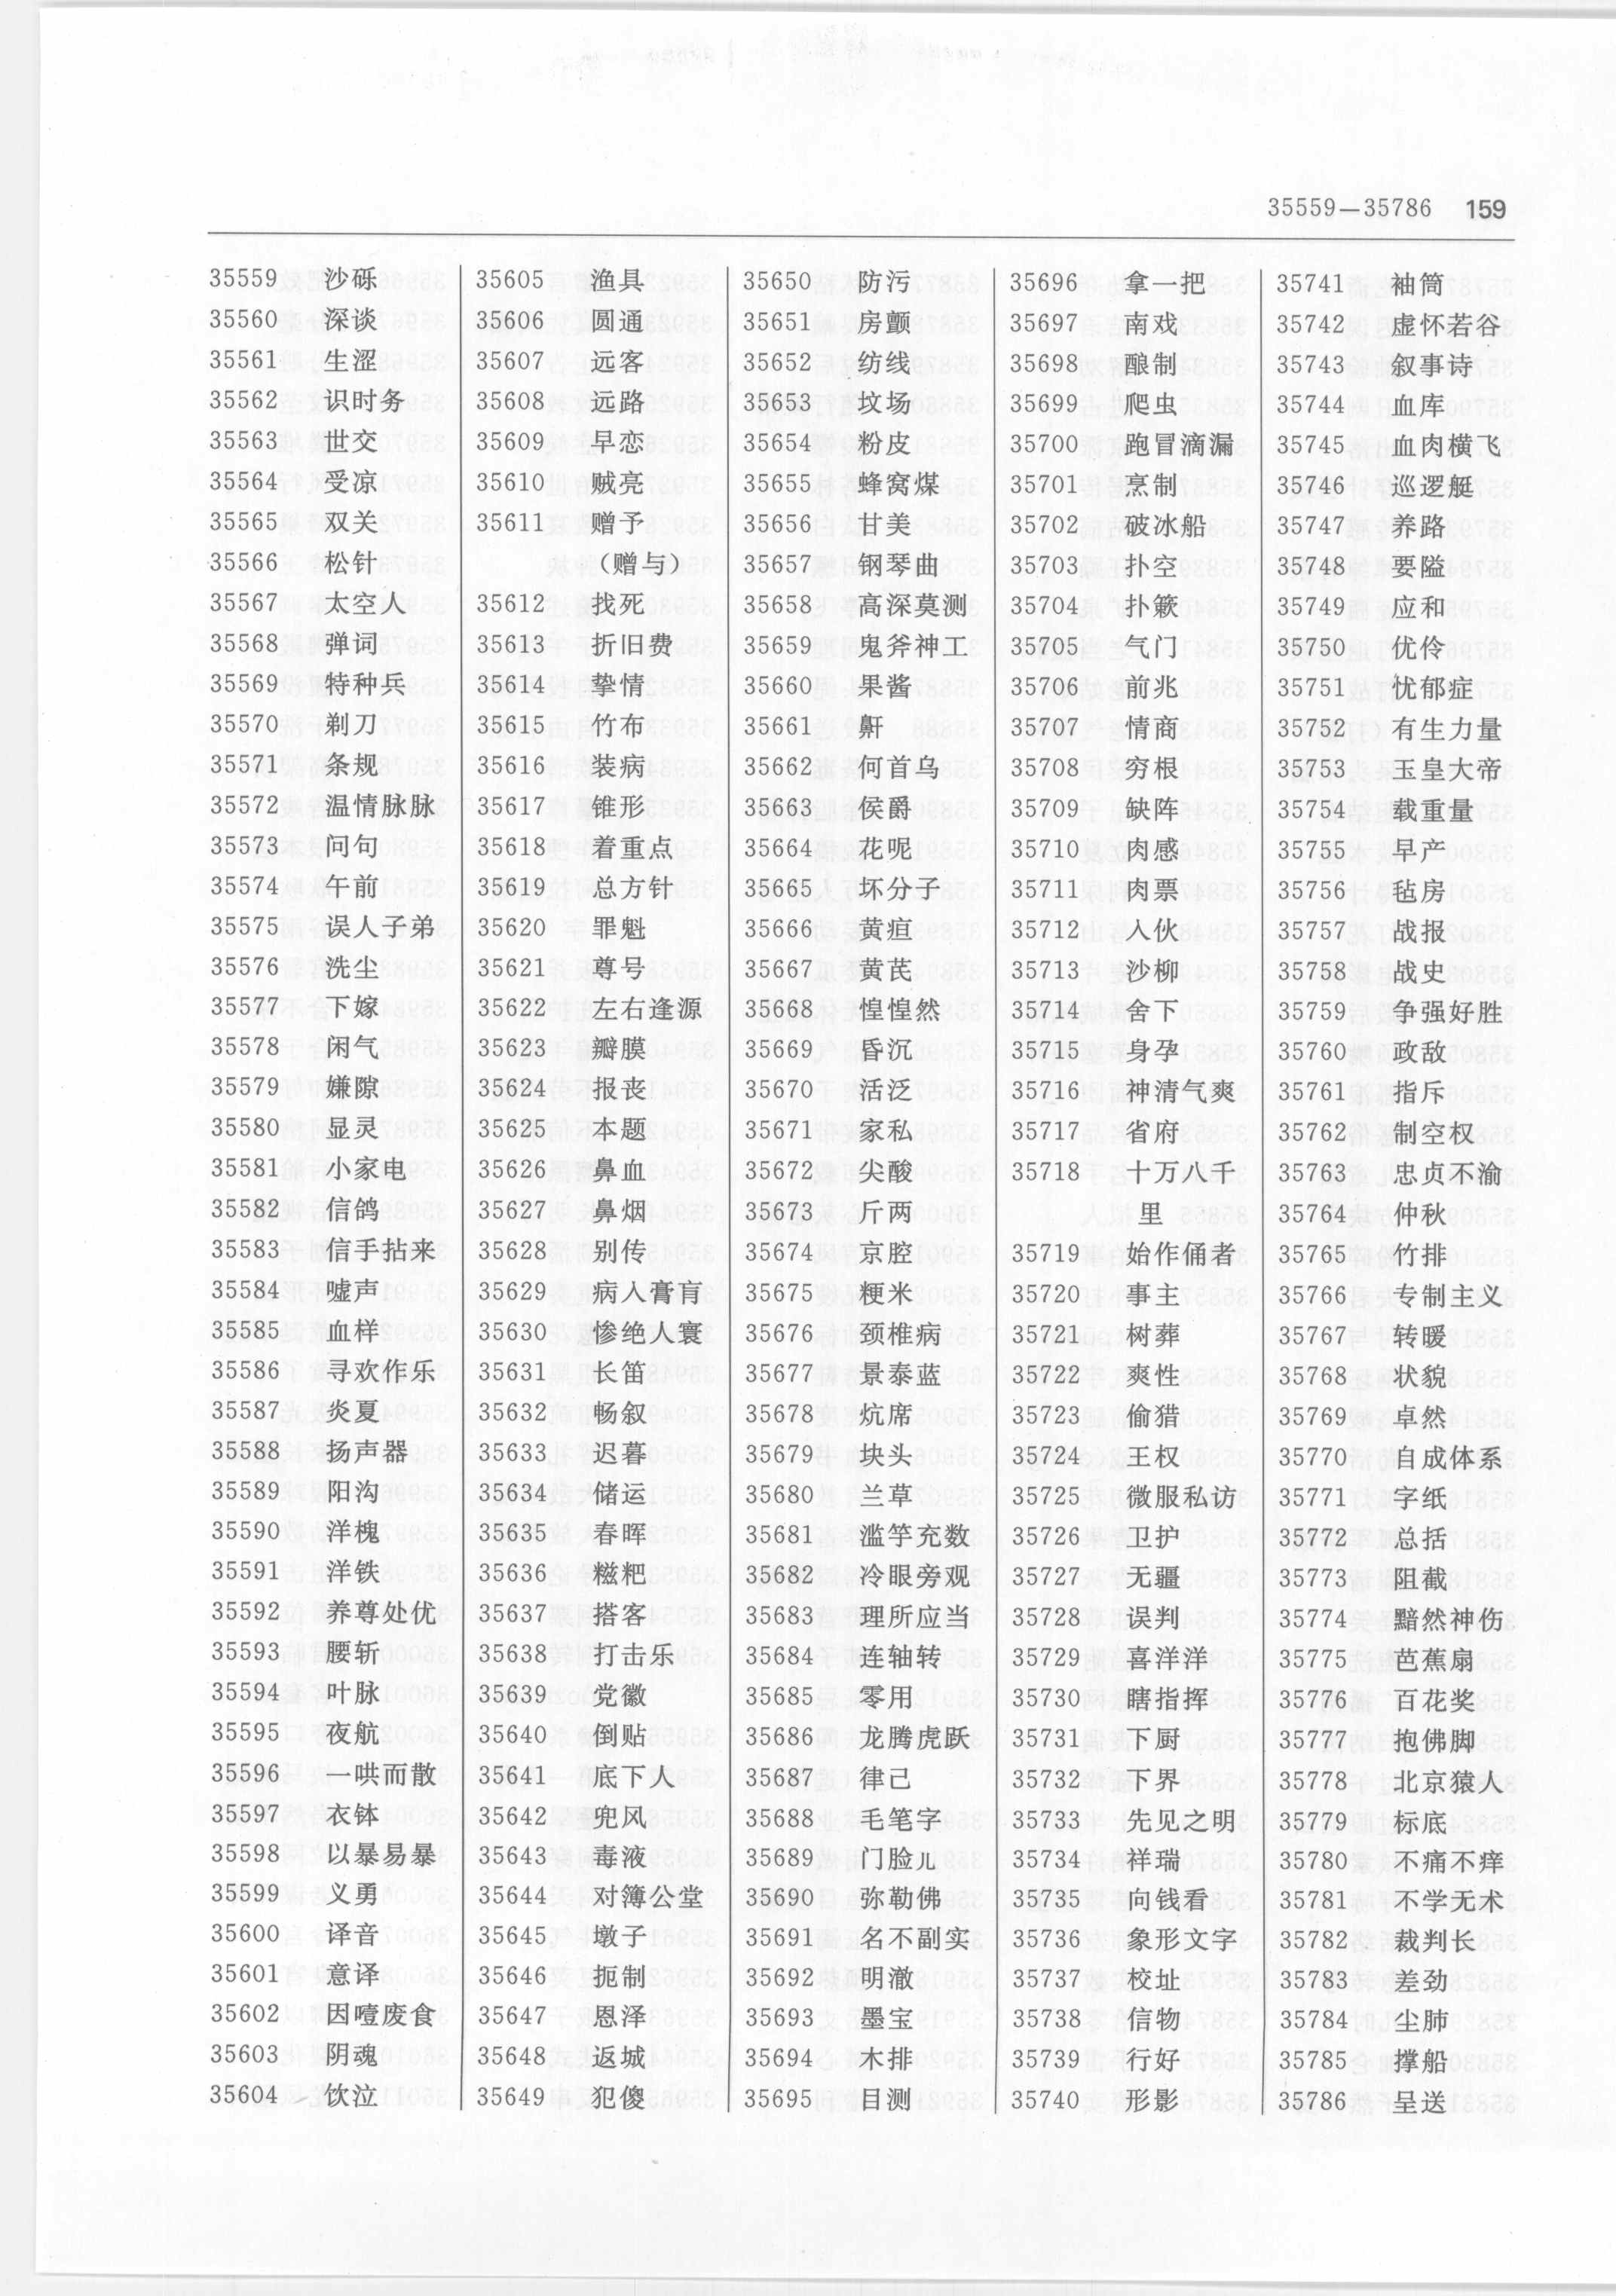 35559—35786 159
35559 沙砾
35560 深谈
35561 生涩
35562 识时务
35563 世交
35564 受凉
35565 双关
35566 松针
35567 太空人
35568 弹词
35569 特种兵
35570 剃刀
35571 条规
35572 温情脉脉
35573 问句
35574 午前
35575 误人子弟
35576 洗尘
35577 下嫁
35578 闲气
35579 嫌隙
35580 显灵
35581 小家电
35582 信鸽
35583 信手拈来
35584 嘘声
35585 血样
35586 寻欢作乐
35587 炎夏
35588 扬声器
35589 阳沟
35590 洋槐
35591 洋铁
35592 养尊处优
35593 腰斩
35594 叶脉
35595 夜航
35596 一哄而散
35597 衣钵
35598 以暴易暴
35599 义勇
35600 译音
35601 意译
35602 因噎废食
35603 阴魂
35604 饮泣
35605 渔具
35606 圆通
35607 远客
35608 远路
35609 早恋
35610 贼亮
35611 赠予
(赠与)
35612 找死
35613 折旧费
35614 挚情
35615 竹布
35616 装病
35617 锥形
35618 着重点
35619 总方针
35620 罪魁
35621 尊号
35622 左右逢源
35623 瓣膜
35624 报丧
35625 本题
35626 鼻血
35627 鼻烟
35628 别传
35629 病入膏肓
35630 惨绝人寰
35631 长笛
35632 畅叙
35633 迟暮
35634 储运
35635 春晖
35636 糍粑
35637 搭客
35638 打击乐
35639 党徽
35640 倒贴
35641 底下人
35642 兜风
35643 毒液
35644 对簿公堂
35645 墩子
35646 扼制
35647 恩泽
35648 返城
35649 犯傻
35650 防污
35651 房颤
35652 纺线
35653 坟场
35654 粉皮
35655 蜂窝煤
35656 甘美
35657 钢琴曲
35658 高深莫测
35659 鬼斧神工
35660 果酱
35661 鼾
35662 何首乌
35663 侯爵
35664 花呢
35665 坏分子
35666 黄疸
35667 黄芪
35668 惶惶然
35669 昏沉
35670 活泛
35671 家私
35672 尖酸
35673 斤两
35674 京腔
35675 粳米
35676 颈椎病
35677 景泰蓝
35678 炕席
35679 块头
35680 兰草
35681 滥竽充数
35682 冷眼旁观
35683 理所应当
35684 连轴转
35685 零用
35686 龙腾虎跃
35687 律己
35688 毛笔字
35689 门脸儿
35690 弥勒佛
35691 名不副实
35692 明澈
35693 墨宝
35694 木排
35695 目测
35696 拿一把
35697 南戏
35698 酿制
35699 爬虫
35700 跑冒滴漏
35701 烹制
35702 破冰船
35703 扑空
35704 扑簌
35705 气门
35706 前兆
35707 情商
35708 穷根
35709 缺阵
35710 肉感
35711 肉票
35712 入伙
35713 沙柳
35714 舍下
35715 身孕
35716 神清气爽
35717 省府
35718 十万八千
里
35719 始作俑者
35720 事主
35721 树葬
35722 爽性
35723 偷猎
35724 王权
35725 微服私访
35726 卫护
35727 无疆
35728 误判
35729 喜洋洋
35730 瞎指挥
35731 下厨
35732 下界
35733 先见之明
35734 祥瑞
35735 向钱看
35736 象形文字
35737 校址
35738 信物
35739 行好
35740 形影
35741 袖筒
35742 虚怀若谷
35743 叙事诗
35744 血库
35745 血肉横飞
35746 巡逻艇
35747 养路
35748 要隘
35749 应和
35750 优伶
35751 忧郁症
35752 有生力量
35753 玉皇大帝
35754 载重量
35755 早产
35756 毡房
35757 战报
35758 战史
35759 争强好胜
35760 政敌
35761 指斥
35762 制空权
35763 忠贞不渝
35764 仲秋
35765 竹排
35766 专制主义
35767 转暖
35768 状貌
35769 卓然
35770 自成体系
35771 字纸
35772 总括
35773 阻截
35774 黯然神伤
35775 芭蕉扇
35776 百花奖
35777 抱佛脚
35778 北京猿人
35779 标底
35780 不痛不痒
35781 不学无术
35782 裁判长
35783 差劲
35784 尘肺
35785 撑船
35786 呈送